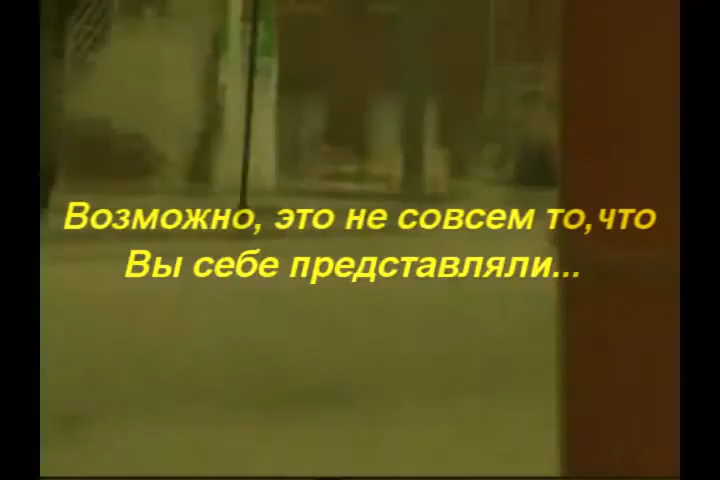 Возможно, это не совсем то,что
Вы себе представляли...